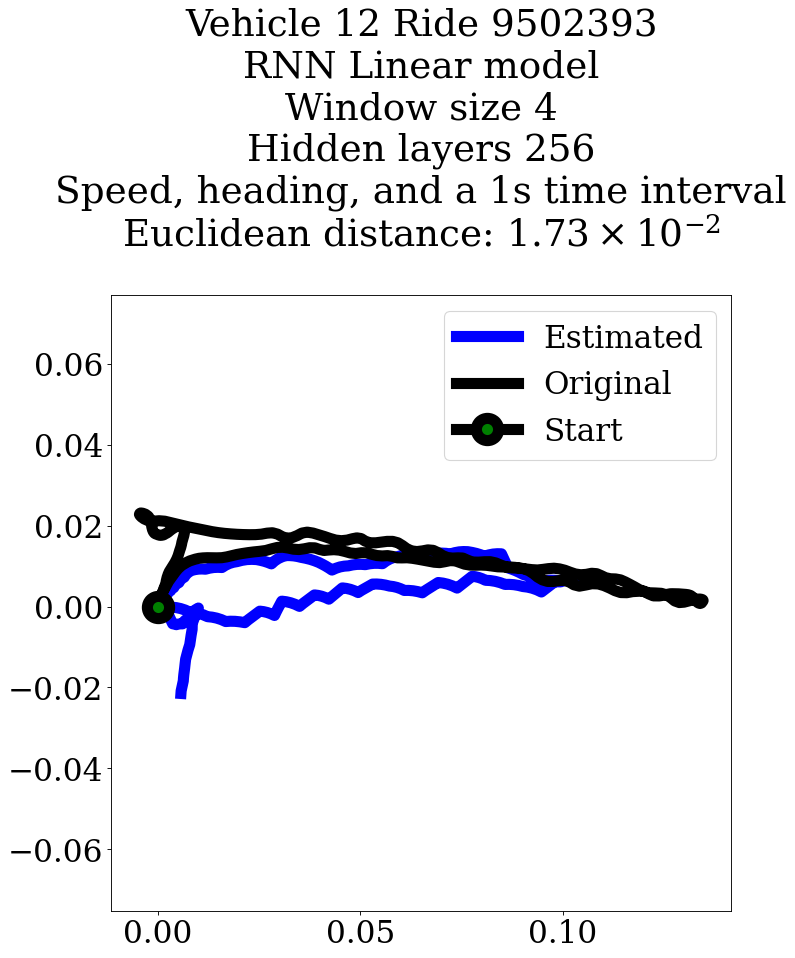 Vehicle 12 Ride 9502393
RNN Linear model
Window size 4
Hidden layers 256
Speed, heading, and a 1s time interval
Euclidean distance: 1.73 × 10⁻²
Estimated
Original
Start
0.06
0.04
0.02
0.00
−0.02
−0.04
−0.06
0.00 0.05 0.10